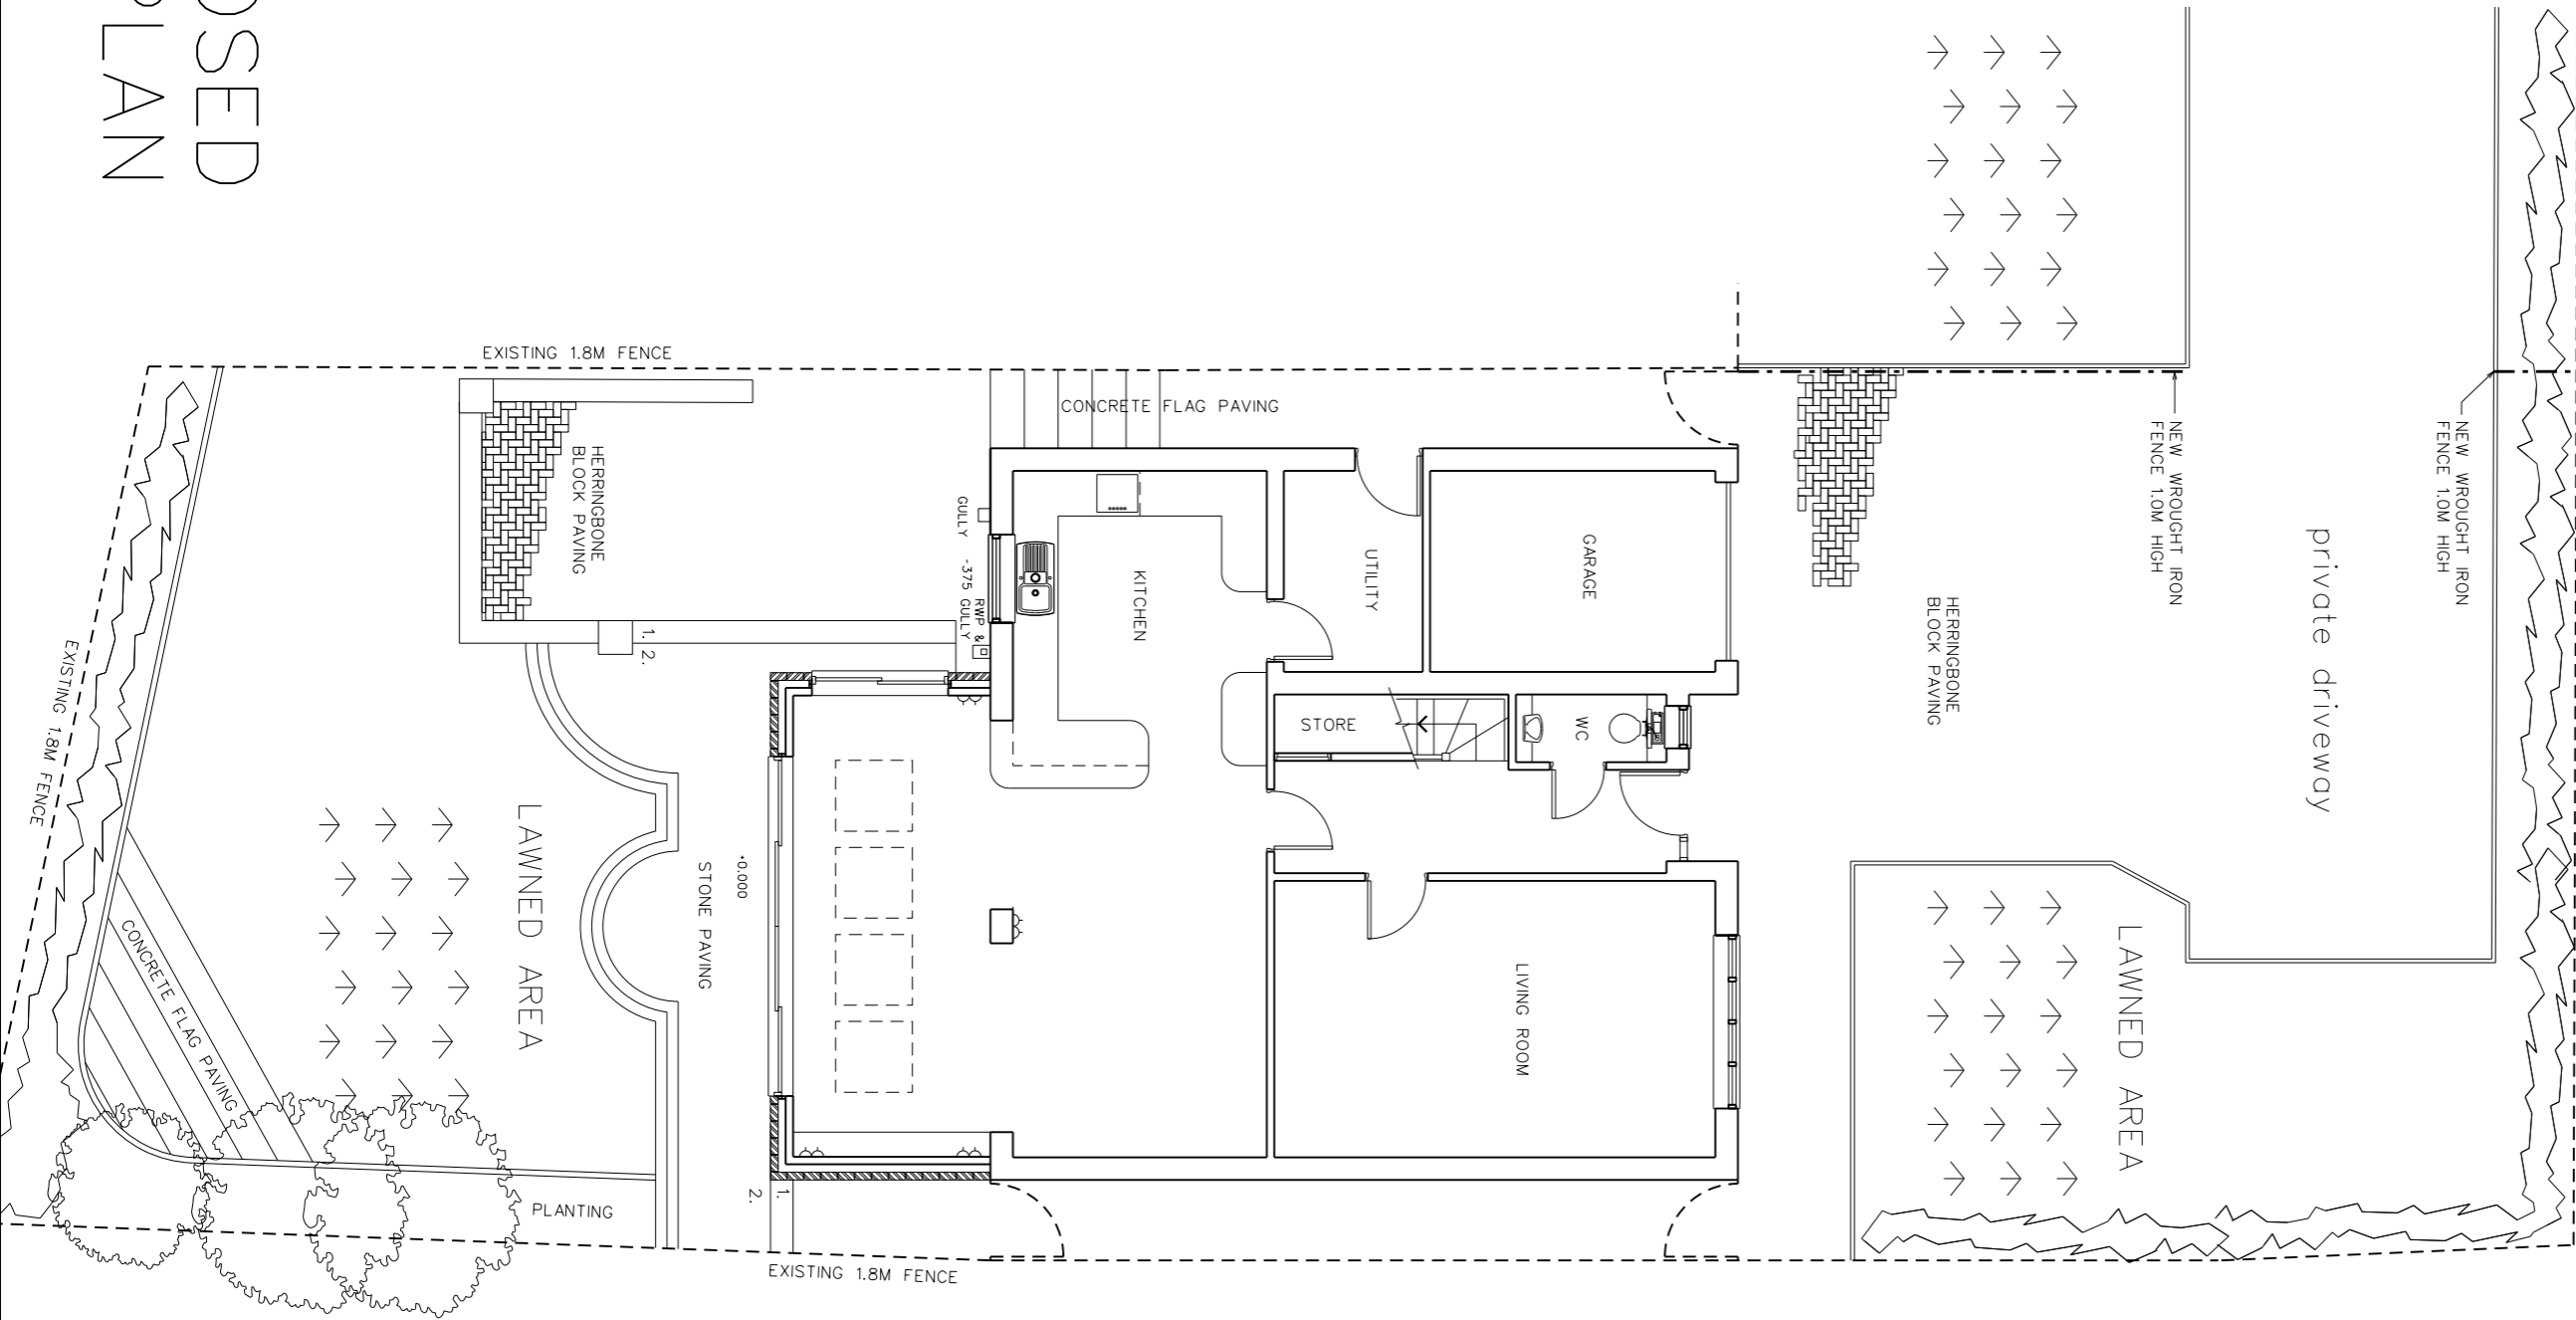 OSED
PLAN
EXISTING 1.8M FENCE
CONCRETE FLAG PAVING
HERRINGBONE
BLOCK PAVING
GULLY
-375
RWP &
GULLY
KITCHEN
UTILITY
GARAGE
STORE
WC
LIVING ROOM
NEW WROUGHT IRON
FENCE 1.0M HIGH
NEW WROUGHT IRON
FENCE 1.0M HIGH
private driveway
HERRINGBONE
BLOCK PAVING
LAWNED AREA
1.
2.
EXISTING 1.8M FENCE
LAWNED AREA
STONE PAVING
+0.000
CONCRETE FLAG PAVING
PLANTING
1.
2.
EXISTING 1.8M FENCE